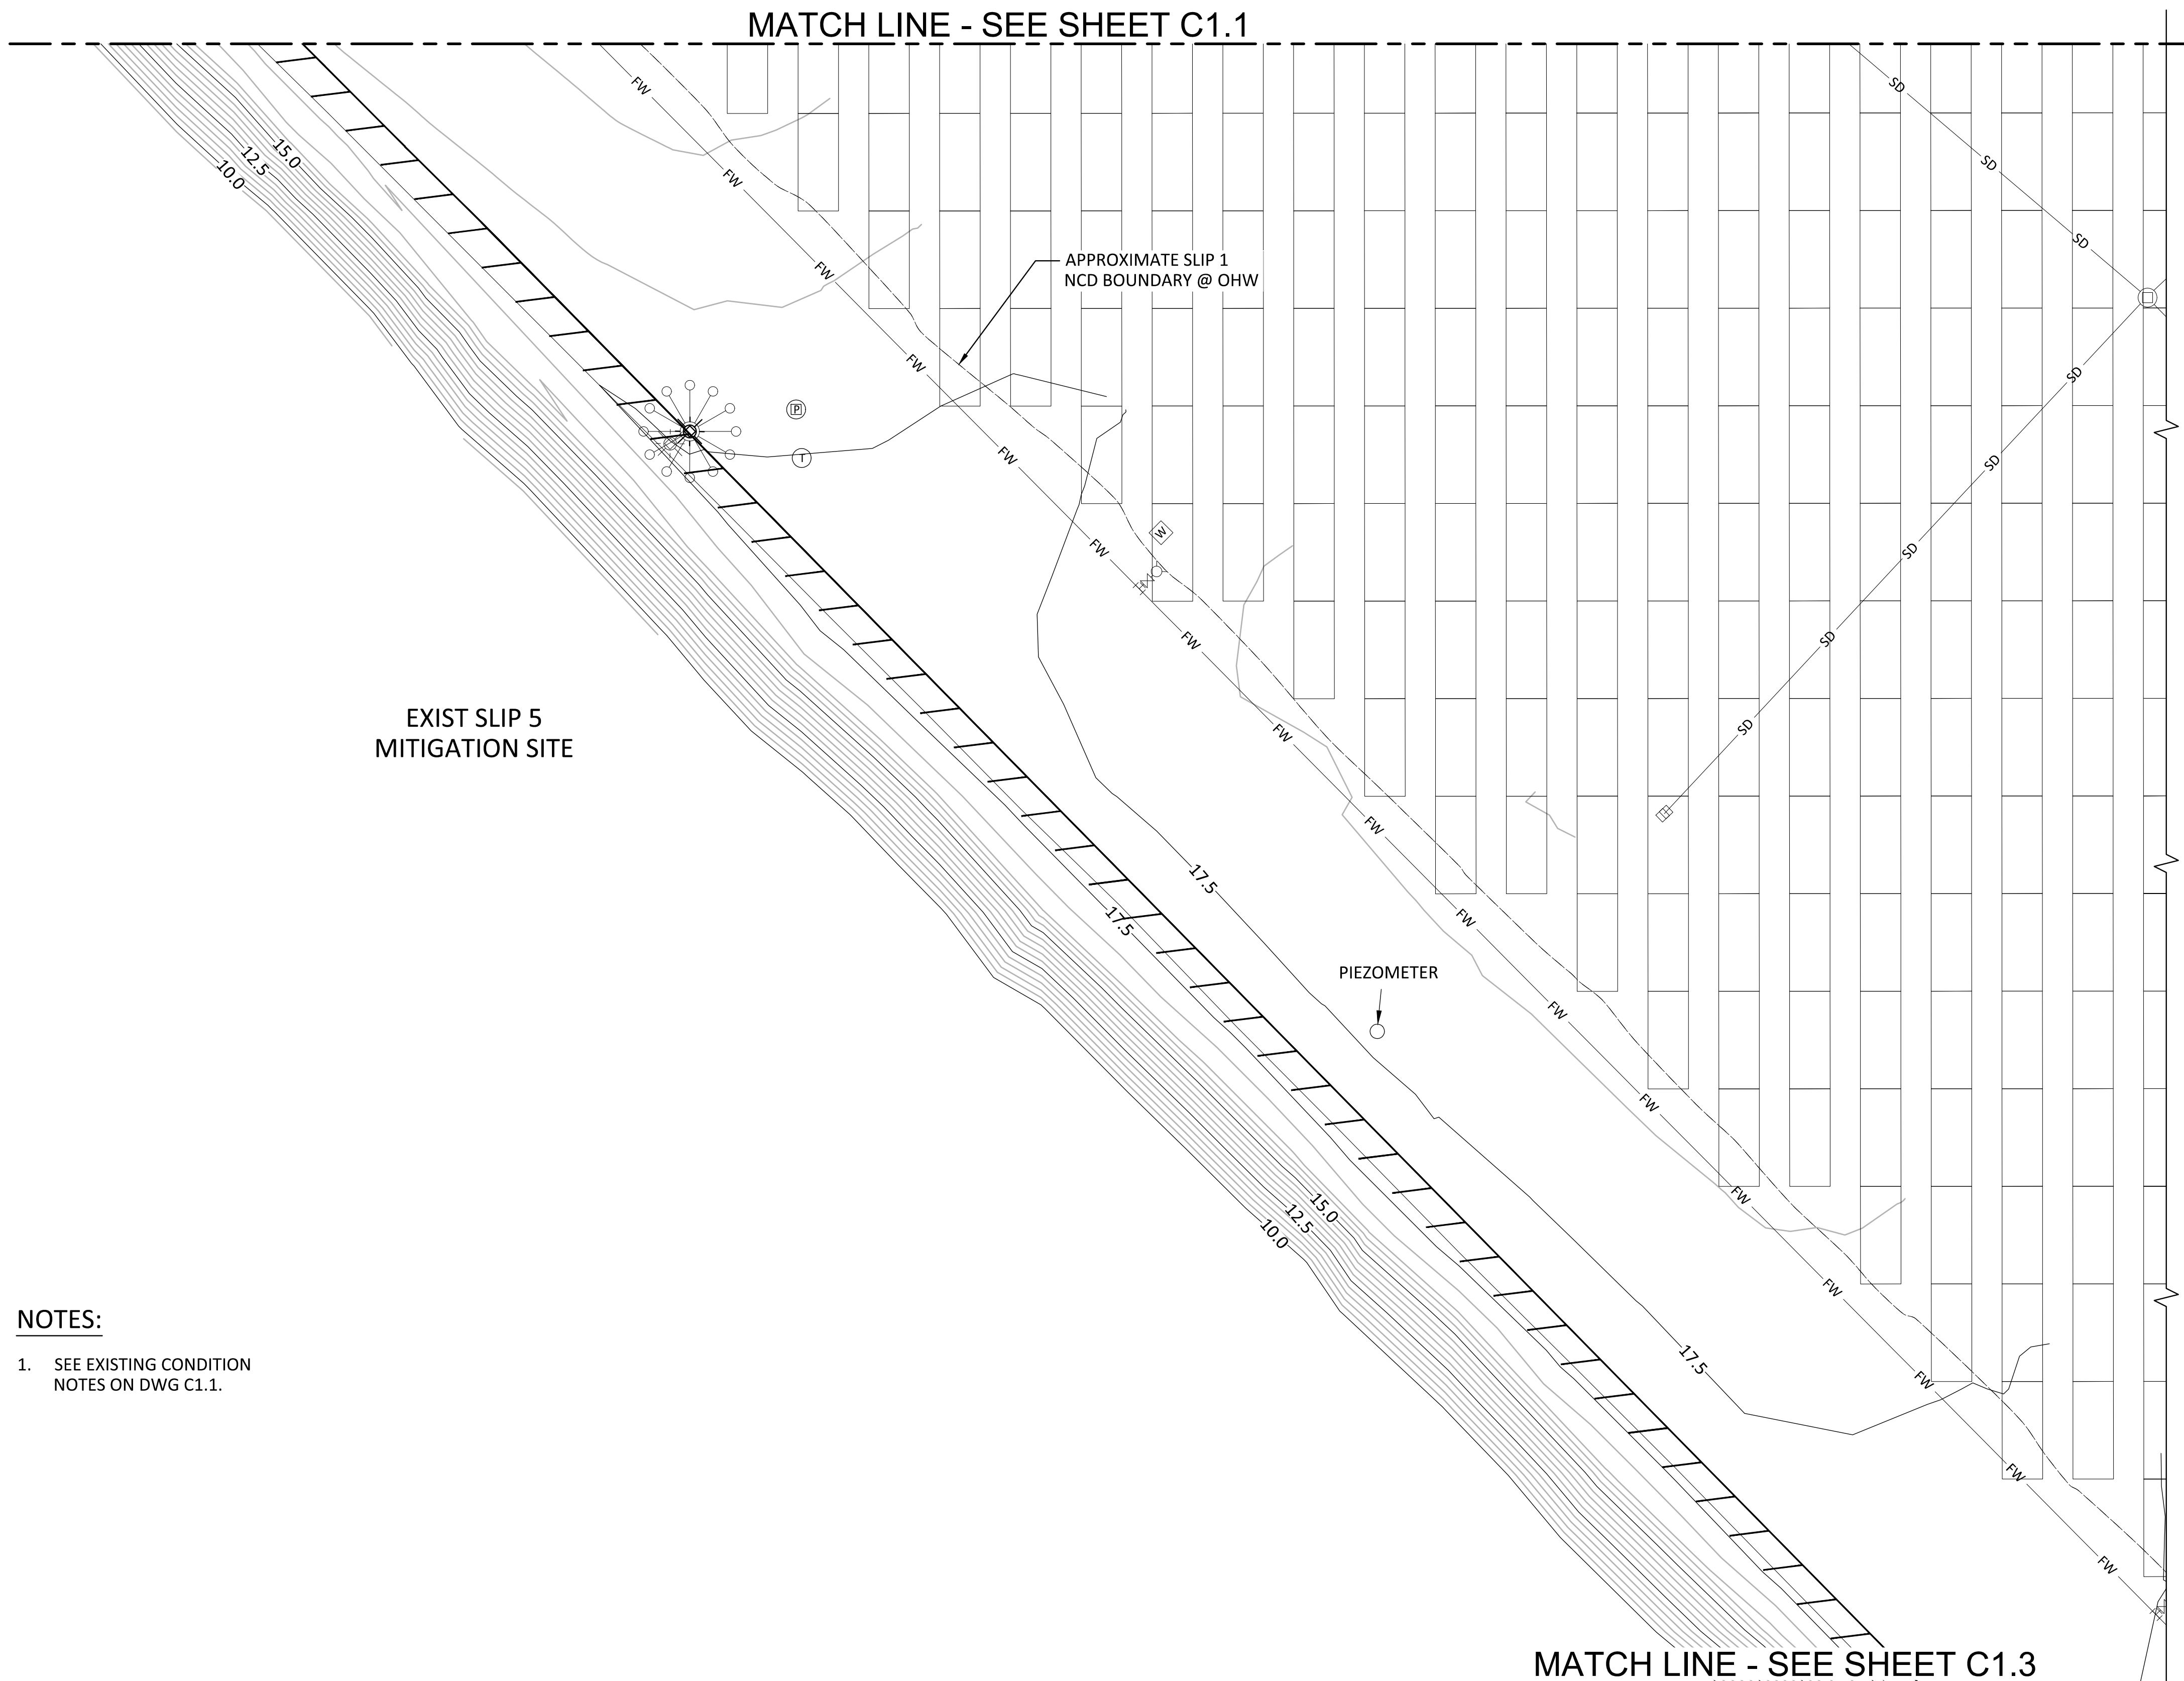 MATCH LINE - SEE SHEET C1.1
FW
SD
15.0
12.5
10.0
SD
FW
SD
APPROXIMATE SLIP 1
NCD BOUNDARY @ OHW
FW
FW
SD
P
T
FW
SD
W
FW
SD
FW
SD
EXIST SLIP 5
MITIGATION SITE
FW
SD
FW
17.5
17.5
FW
PIEZOMETER
FW
FW
FW
15.0
12.5
10.0
FW
NOTES:
1. SEE EXISTING CONDITION
NOTES ON DWG C1.1.
17.5
FW
FW
FW
MATCH LINE - SEE SHEET C1.3